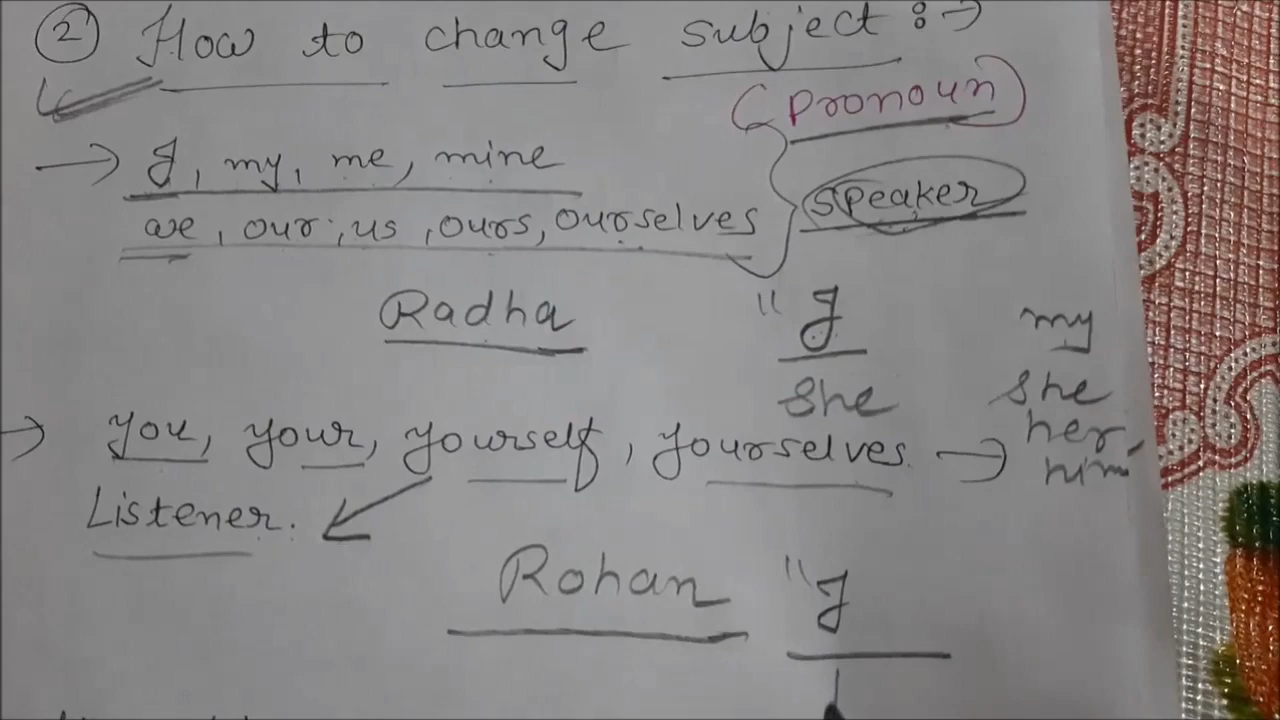 ② How to change subject :→
(Pronoun)
→ I, my, me, mine
speaker
we, our, us, ours, ourselves
Radha "I my
she she
→ you, your, yourself, yourselves → her,
him
Listener.
Rohan "I